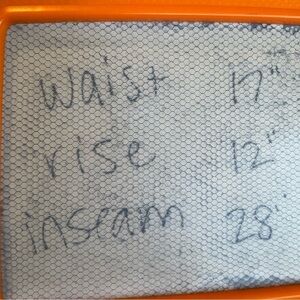 waist 17"
rise 12"
inseam 28"